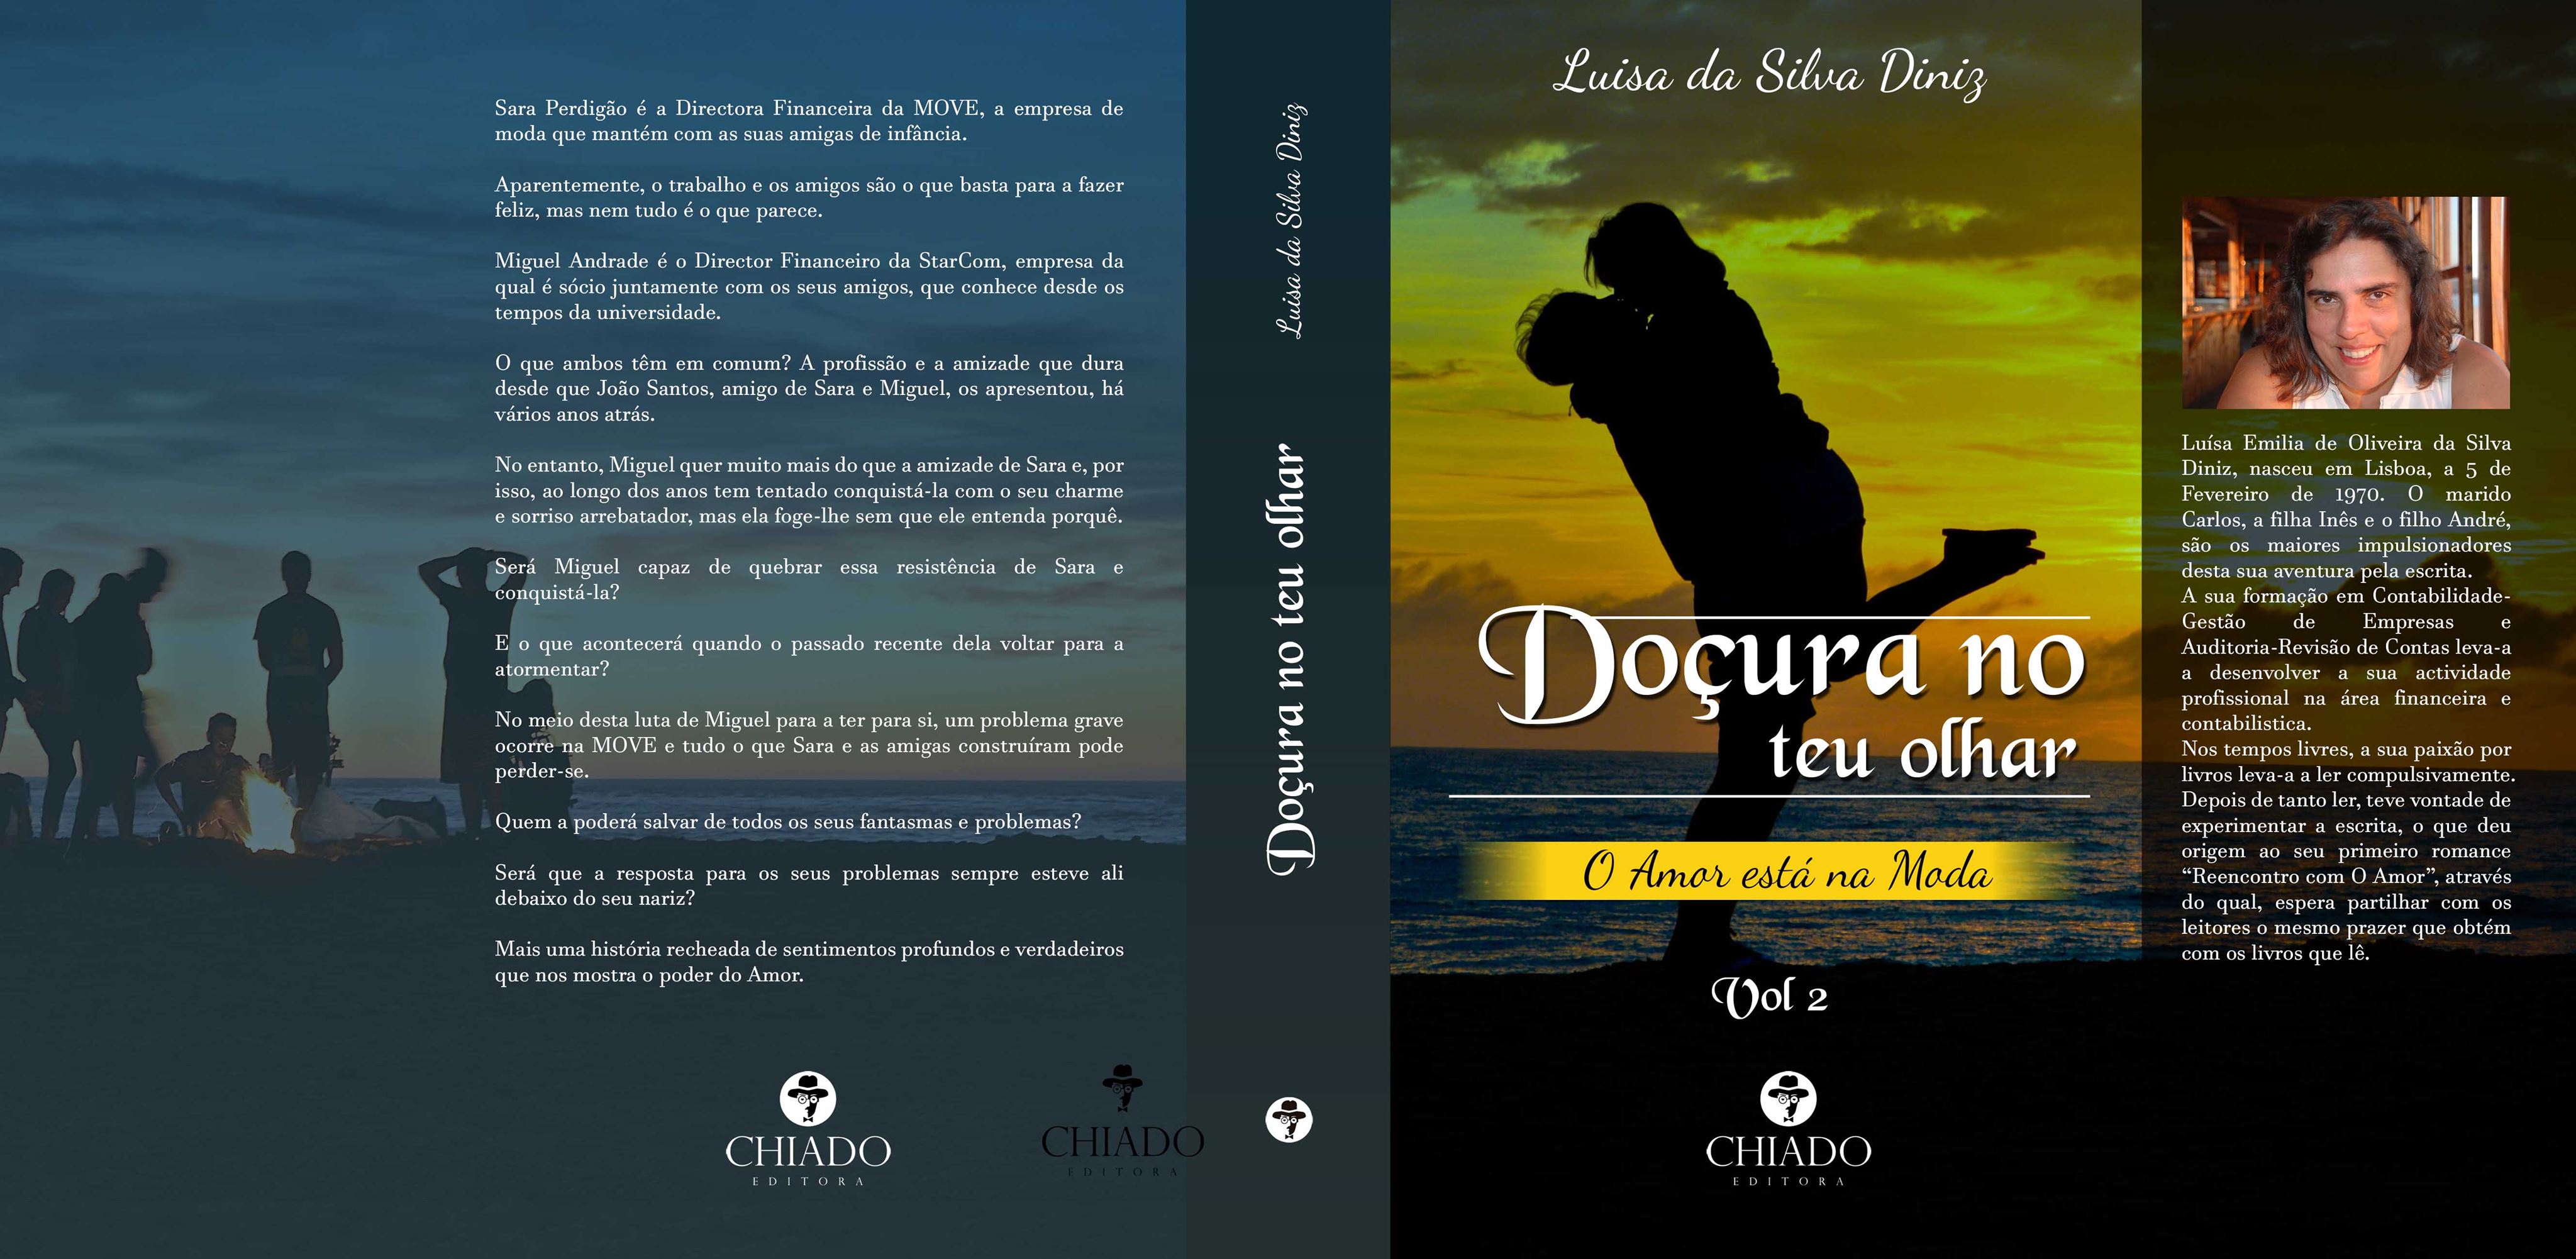 Sara Perdigão é a Directora Financeira da MOVE, a empresa de
moda que mantém com as suas amigas de infância.
Aparentemente, o trabalho e os amigos são o que basta para a fazer
feliz, mas nem tudo é o que parece.
Miguel Andrade é o Director Financeiro da StarCom, empresa da
qual é sócio juntamente com os seus amigos, que conhece desde os
tempos da universidade.
O que ambos têm em comum? A profissão e a amizade que dura
desde que João Santos, amigo de Sara e Miguel, os apresentou, há
vários anos atrás.
No entanto, Miguel quer muito mais do que a amizade de Sara e, por
isso, ao longo dos anos tem tentado conquistá-la com o seu charme
e sorriso arrebatador, mas ela foge-lhe sem que ele entenda porquê.
Será Miguel capaz de quebrar essa resistência de Sara e
conquistá-la?
E o que acontecerá quando o passado recente dela voltar para a
atormentar?
No meio desta luta de Miguel para a ter para si, um problema grave
ocorre na MOVE e tudo o que Sara e as amigas construíram pode
perder-se.
Quem a poderá salvar de todos os seus fantasmas e problemas?
Será que a resposta para os seus problemas sempre esteve ali
debaixo do seu nariz?
Mais uma história recheada de sentimentos profundos e verdadeiros
que nos mostra o poder do Amor.
CHIADO
EDITORA
CHIADO
EDITORA
Luisa da Silva Diniz
Doçura no teu olhar
Luisa da Silva Diniz
Doçura no
teu olhar
O Amor está na Moda
Vol 2
CHIADO
EDITORA
Luísa Emilia de Oliveira da Silva
Diniz, nasceu em Lisboa, a 5 de
Fevereiro de 1970. O marido
Carlos, a filha Inês e o filho André,
são os maiores impulsionadores
desta sua aventura pela escrita.
A sua formação em Contabilidade-
Gestão de Empresas e
Auditoria-Revisão de Contas leva-a
a desenvolver a sua actividade
profissional na área financeira e
contabilistica.
Nos tempos livres, a sua paixão por
livros leva-a a ler compulsivamente.
Depois de tanto ler, teve vontade de
experimentar a escrita, o que deu
origem ao seu primeiro romance
“Reencontro com O Amor”, através
do qual, espera partilhar com os
leitores o mesmo prazer que obtém
com os livros que lê.